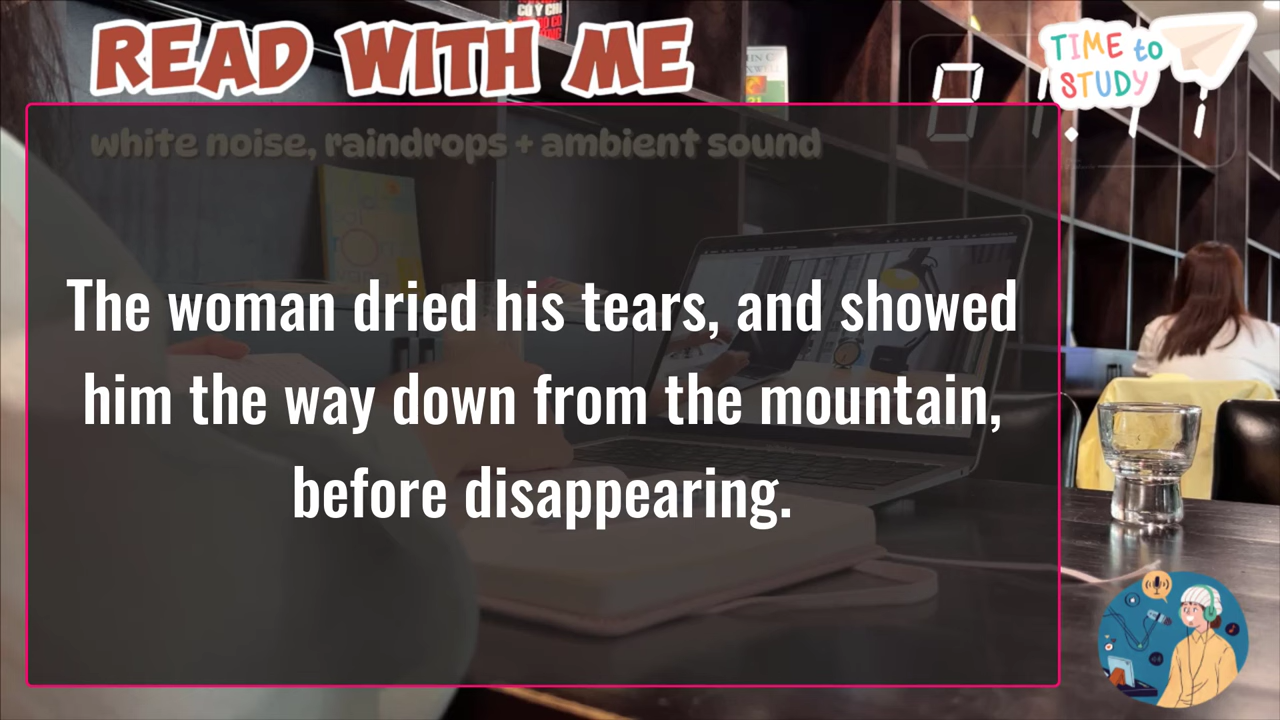 READ WITH ME
TIME to
STUDY
white noise, raindrops + ambient sound
The woman dried his tears, and showed
him the way down from the mountain,
before disappearing.